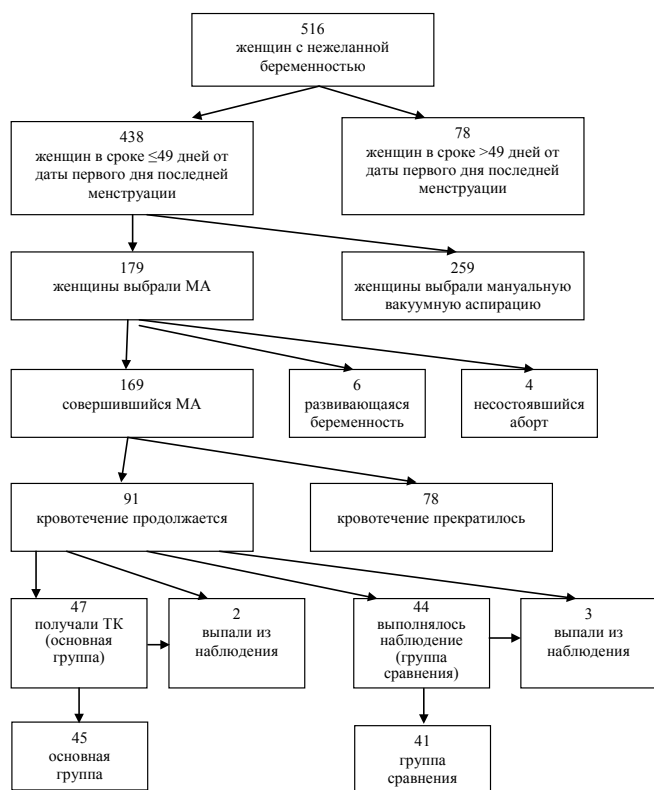 516
женщин с нежеланной
беременностью
438
женщин в сроке ≤49 дней от
даты первого дня последней
менструации
78
женщин в сроке >49 дней от
даты первого дня последней
менструации
179
женщины выбрали МА
259
женщины выбрали мануальную
вакуумную аспирацию
169
совершившийся МА
6
развивающаяся
беременность
4
несостоявшийся
аборт
91
кровотечение продолжается
78
кровотечение прекратилось
47
получали ТК
(основная
группа)
2
выпали из
наблюдения
44
выполнялось
наблюдение
(группа
сравнения)
3
выпали из
наблюдения
45
основная
группа
41
группа
сравнения